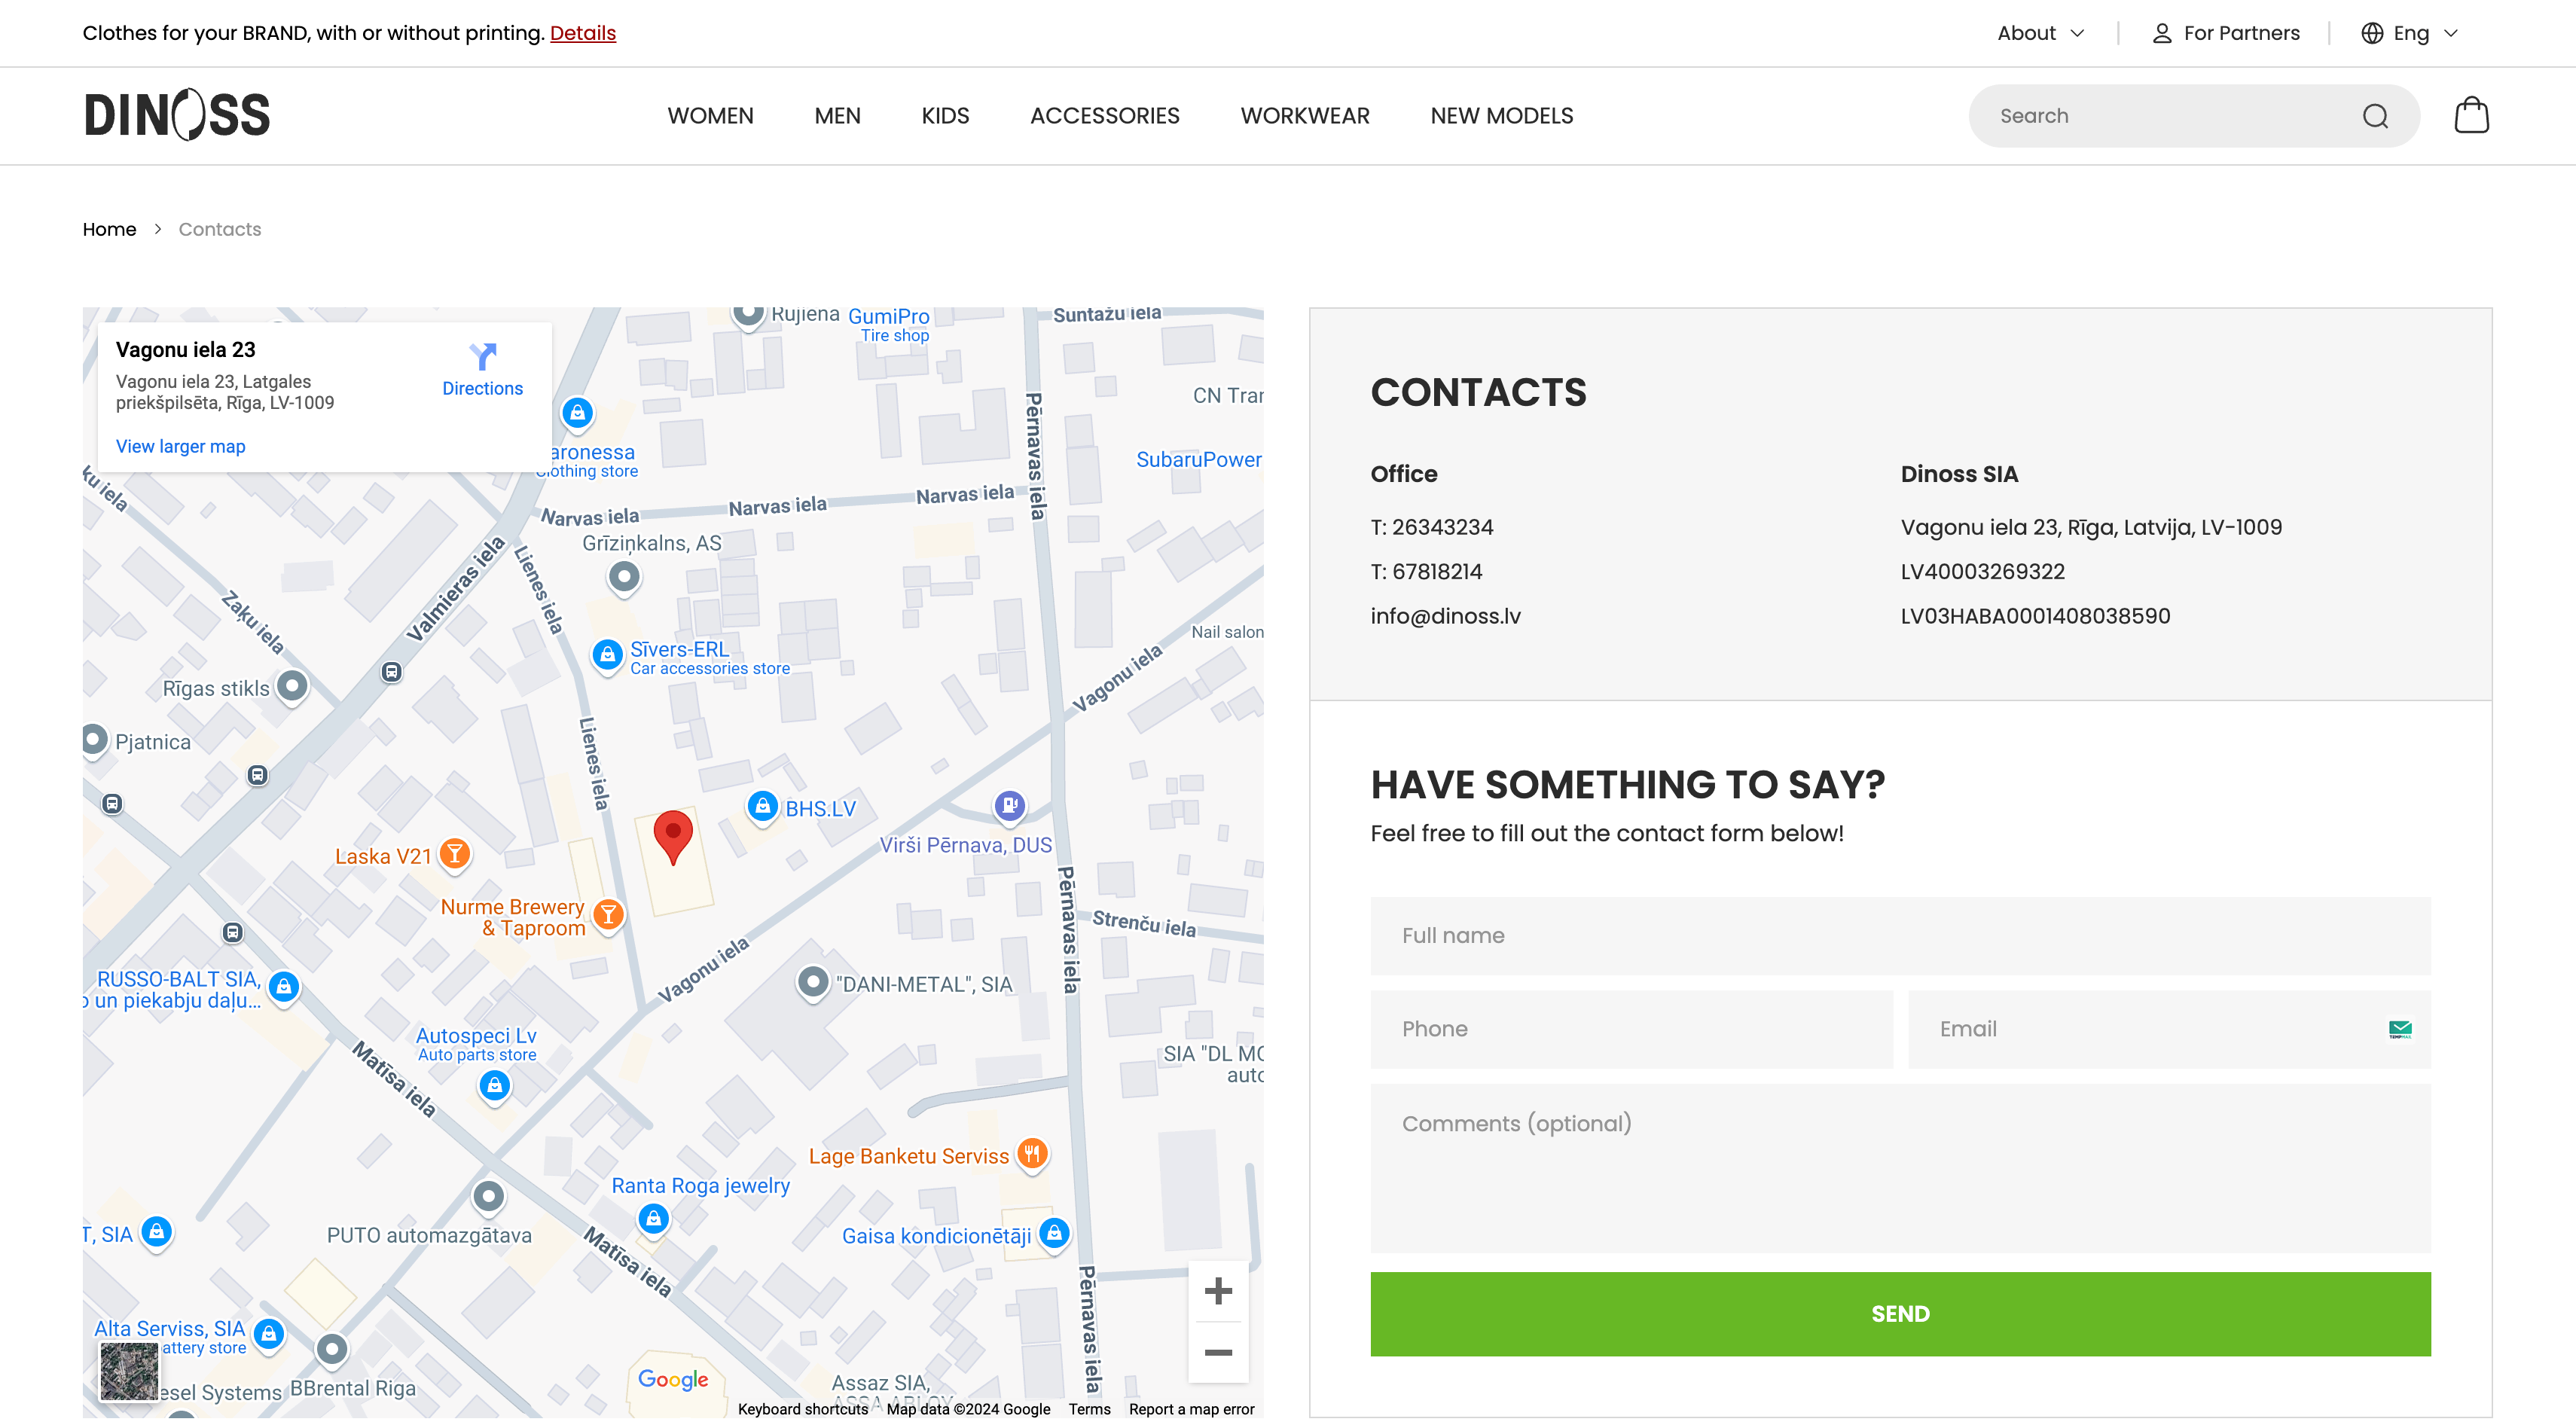 Clothes for your BRAND, with or without printing. Details
About
For Partners
Eng
DINOSS
WOMEN
MEN
KIDS
ACCESSORIES
WORKWEAR
NEW MODELS
Search
Home > Contacts
Vagonu iela 23
Vagonu iela 23, Latgales
priekšpilsēta, Rīga, LV-1009
Directions
View larger map
Rujiena
GumiPro
Tire shop
Suntažu iela
CN
aronessa
Clothing store
SubaruPower
Pērnavas iela
Narvas iela
Narvas iela
Narvas iela
Grīziņkalns, AS
Valmieras iela
Lienes iela
Zaķu iela
Nail salon
Sīvers-ERL
Car accessories store
Vagonu iela
Rīgas stikls
Pjatnica
Lienes iela
BHS.LV
Virši Pērnava, DUS
Laska V21
Nurme Brewery
& Taproom
Pērnavas iela
Strenču iela
Vagonu iela
"DANI-METAL", SIA
RUSSO-BALT SIA,
un piekabju daļu...
Autospeci Lv
Auto parts store
Matīsa iela
SIA "DL
Lage Banketu Serviss
Ranta Roga jewelry
T, SIA
PUTO automazgātava
Gaisa kondicionētāji
Matīsa iela
Pērnavas iela
Alta Serviss, SIA
attery store
esel Systems
BBrental Riga
Google
Assaz SIA,
ASSA ABLOY
Keyboard shortcuts
Map data ©2024 Google
Terms
Report a map error
CONTACTS
Office
T: 26343234
T: 67818214
info@dinoss.lv
Dinoss SIA
Vagonu iela 23, Rīga, Latvija, LV-1009
LV40003269322
LV03HABA0001408038590
HAVE SOMETHING TO SAY?
Feel free to fill out the contact form below!
Full name
Phone
Email
Comments (optional)
SEND